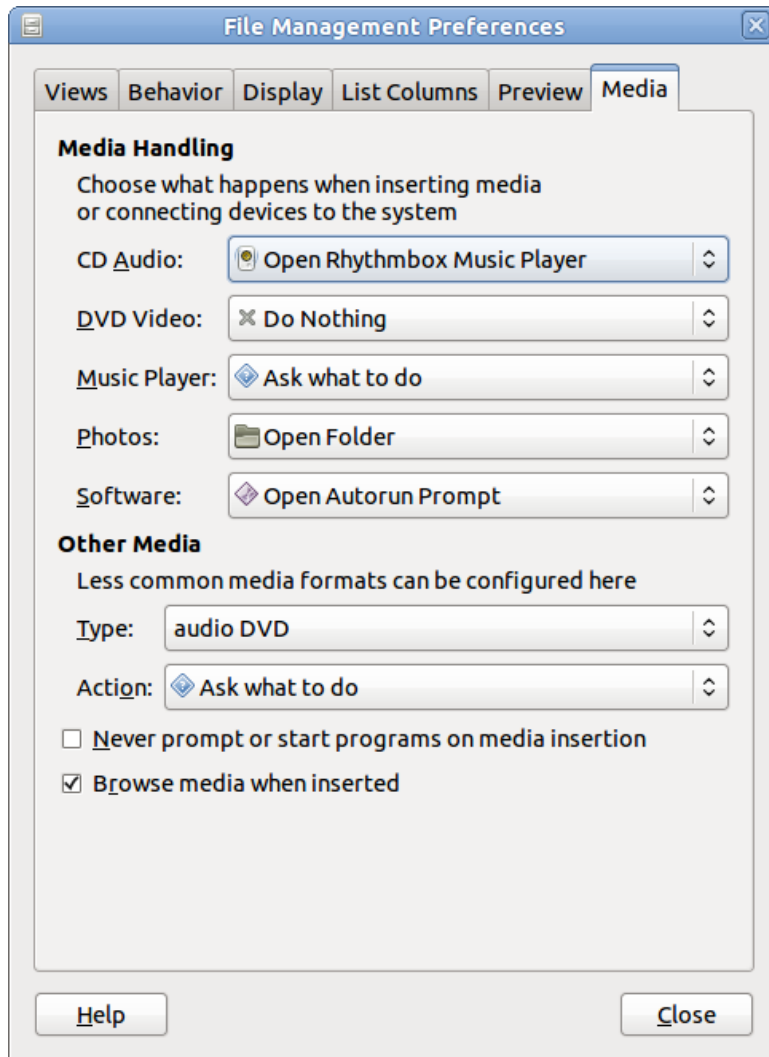 File Management Preferences
Views Behavior Display List Columns Preview Media
Media Handling
Choose what happens when inserting media
or connecting devices to the system
CD Audio: Open Rhythmbox Music Player
DVD Video: Do Nothing
Music Player: Ask what to do
Photos: Open Folder
Software: Open Autorun Prompt
Other Media
Less common media formats can be configured here
Type: audio DVD
Action: Ask what to do
Never prompt or start programs on media insertion
Browse media when inserted
Help Close